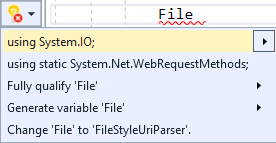 File
using System.IO;
using static System.Net.WebRequestMethods;
Fully qualify 'File'
Generate variable 'File'
Change 'File' to 'FileStyleUriParser'.